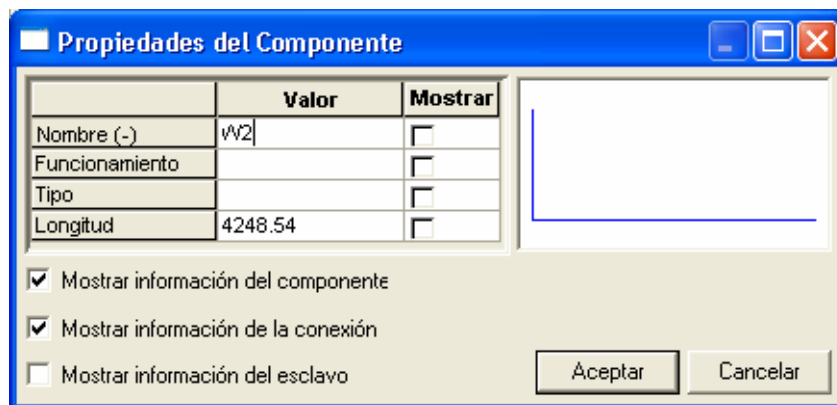 Propiedades del Componente
Valor Mostrar
Nombre (-) W2
Funcionamiento
Tipo
Longitud 4248.54
Mostrar información del componente
Mostrar información de la conexión
Mostrar información del esclavo
Aceptar Cancelar